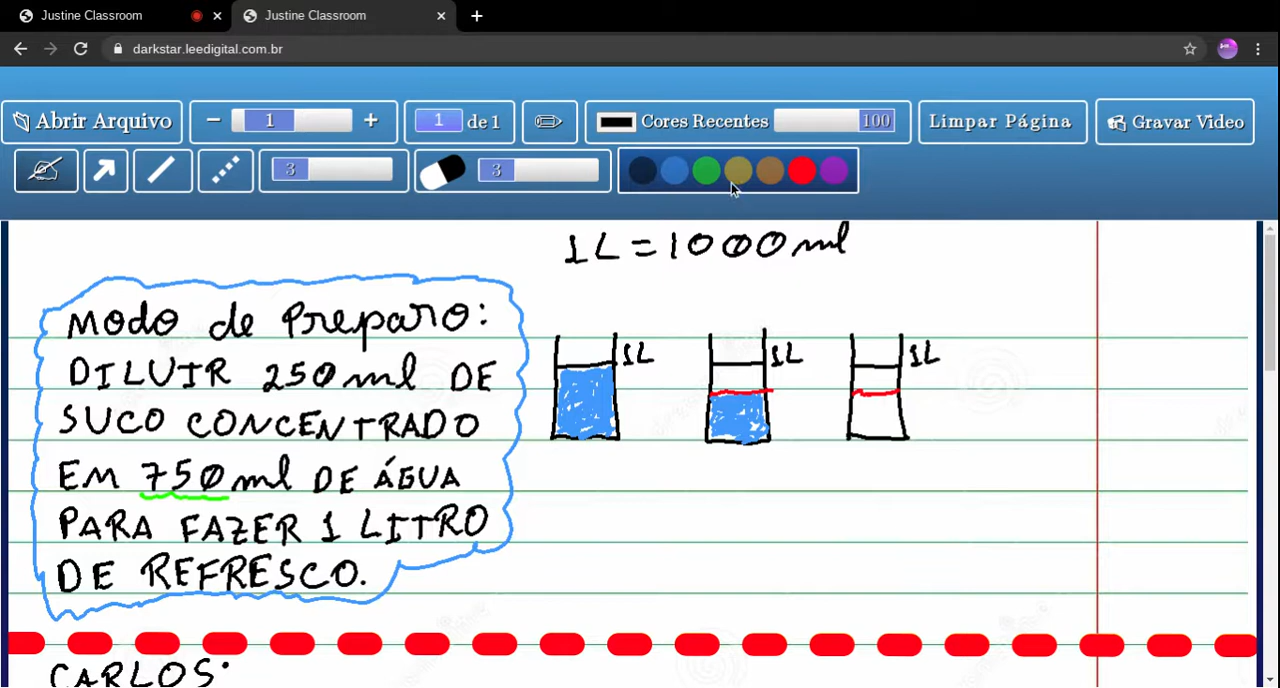 Justine Classroom
Justine Classroom
darkstar.leedigital.com.br
Abrir Arquivo
1
1 de 1
Cores Recentes
100
Limpar Página
Gravar Video
3
3
1L = 1000ml
Modo de Preparo:
DILUIR 250ml DE
SUCO CONCENTRADO
EM 750ml DE ÁGUA
PARA FAZER 1 LITRO
DE REFRESCO.
1L
1L
1L
CARLOS: